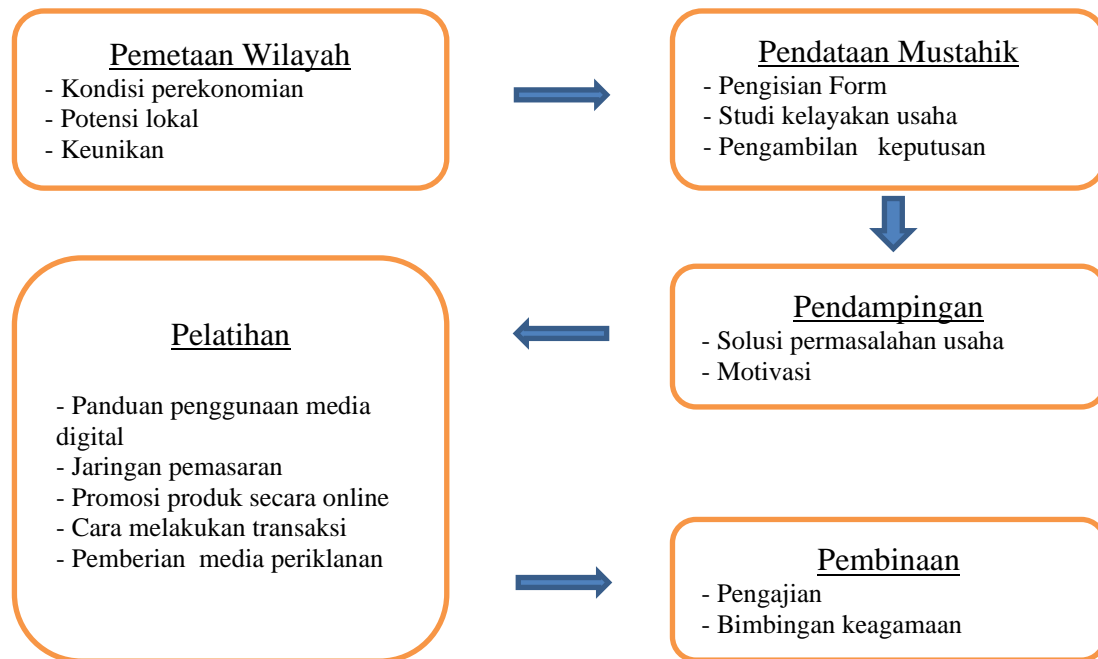 Pemetaan Wilayah
- Kondisi perekonomian
- Potensi lokal
- Keunikan
Pendataan Mustahik
- Pengisian Form
- Studi kelayakan usaha
- Pengambilan keputusan
Pendampingan
- Solusi permasalahan usaha
- Motivasi
Pelatihan
- Panduan penggunaan media
digital
- Jaringan pemasaran
- Promosi produk secara online
- Cara melakukan transaksi
- Pemberian media periklanan
Pembinaan
- Pengajian
- Bimbingan keagamaan